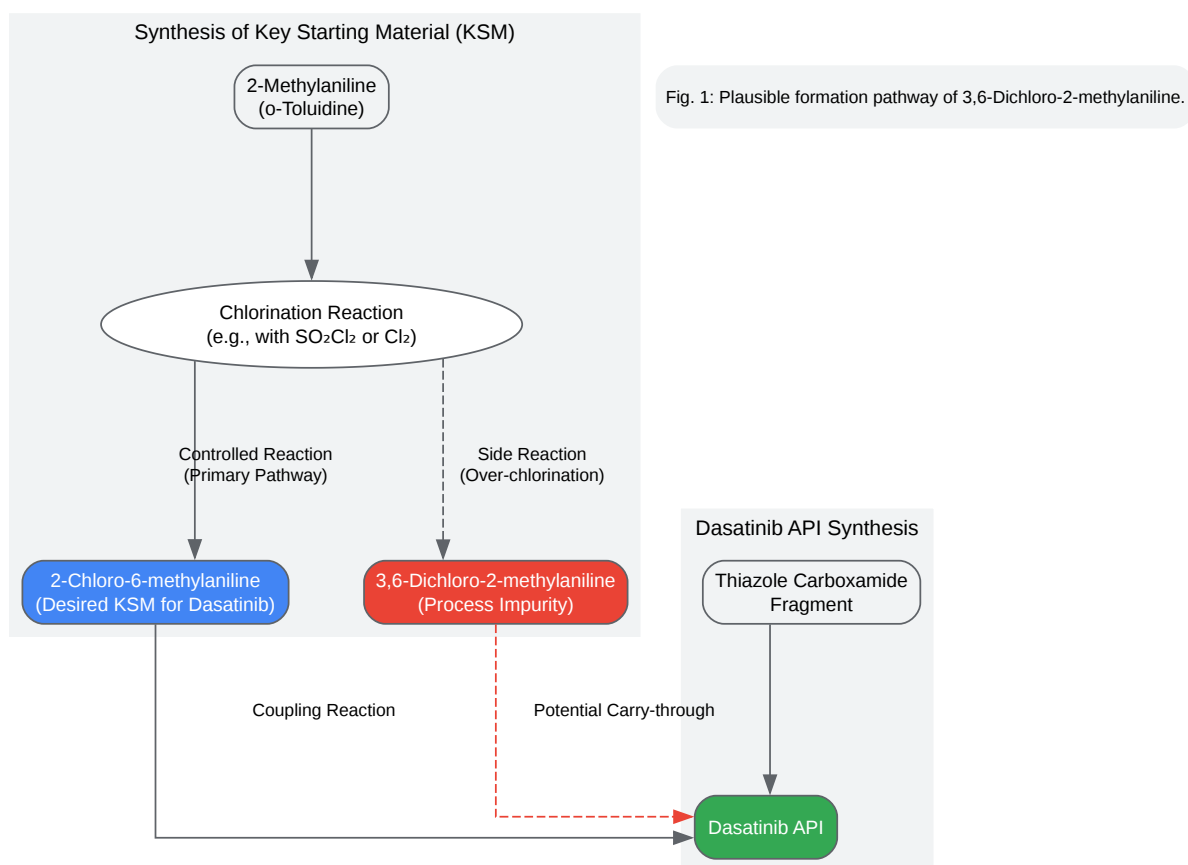 Synthesis of Key Starting Material (KSM)
2-Methylaniline
(o-Toluidine)
Fig. 1: Plausible formation pathway of 3,6-Dichloro-2-methylaniline.
Chlorination Reaction
(e.g., with SO₂Cl₂ or Cl₂)
Controlled Reaction
(Primary Pathway)
Side Reaction
(Over-chlorination)
2-Chloro-6-methylaniline
(Desired KSM for Dasatinib)
3,6-Dichloro-2-methylaniline
(Process Impurity)
Dasatinib API Synthesis
Thiazole Carboxamide
Fragment
Coupling Reaction
Potential Carry-through
Dasatinib API